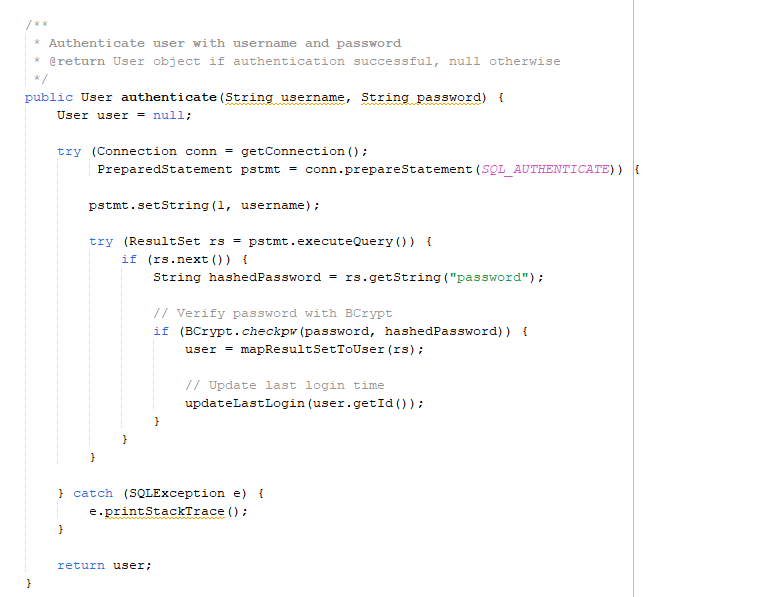 /**
 * Authenticate user with username and password
 * @return User object if authentication successful, null otherwise
 */
public User authenticate(String username, String password) {
    User user = null;

    try (Connection conn = getConnection();
         PreparedStatement pstmt = conn.prepareStatement(SQL_AUTHENTICATE)) {

        pstmt.setString(1, username);

        try (ResultSet rs = pstmt.executeQuery()) {
            if (rs.next()) {
                String hashedPassword = rs.getString("password");

                // Verify password with BCrypt
                if (BCrypt.checkpw(password, hashedPassword)) {
                    user = mapResultSetToUser(rs);

                    // Update last login time
                    updateLastLogin(user.getId());
                }
            }
        }

    } catch (SQLException e) {
        e.printStackTrace();
    }

    return user;
}